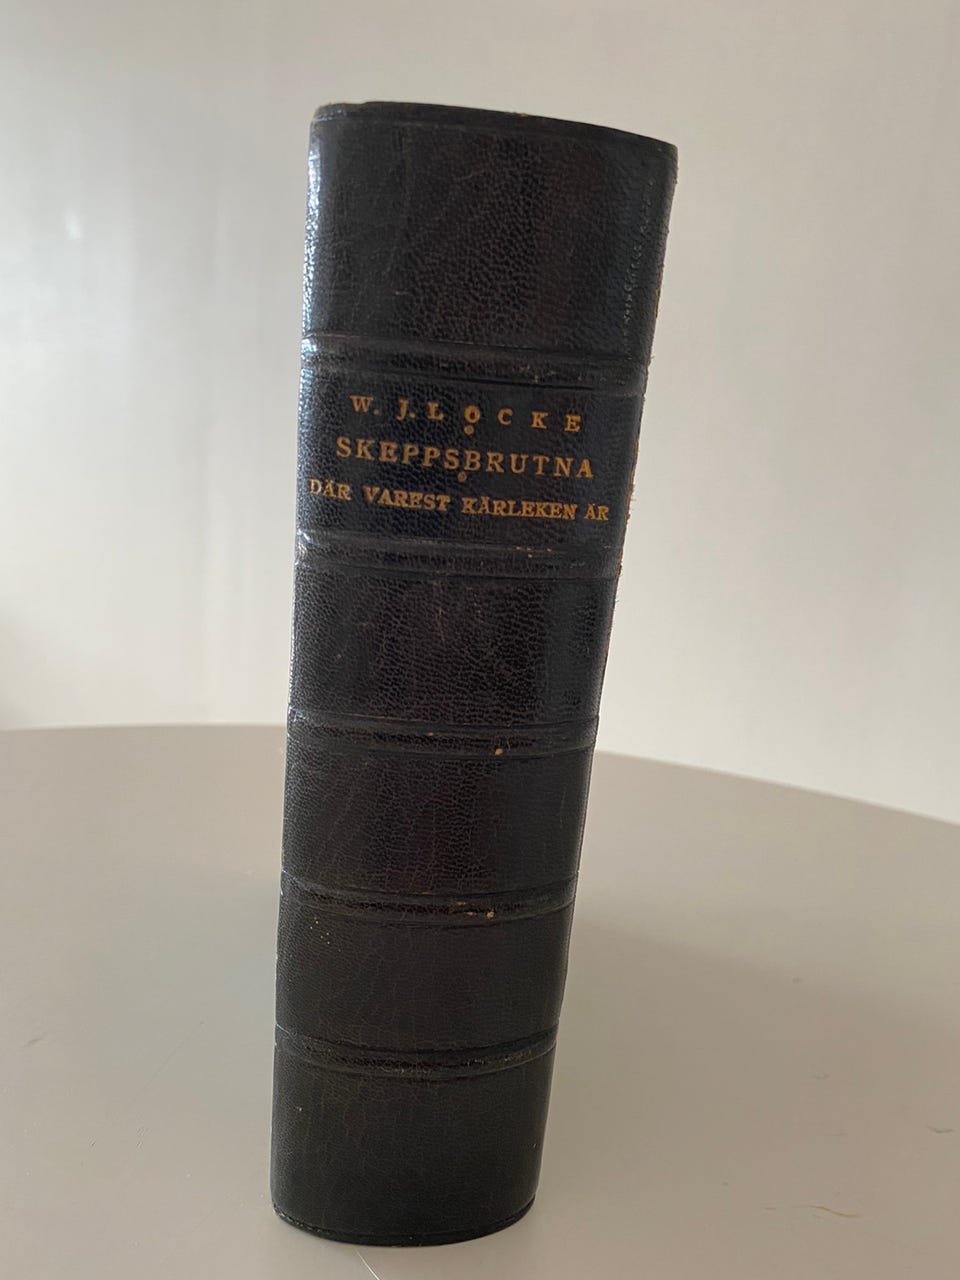 W. J. LOCKE
SKEPPSBRUTNA
DÄR VAREST KÄRLEKEN ÄR